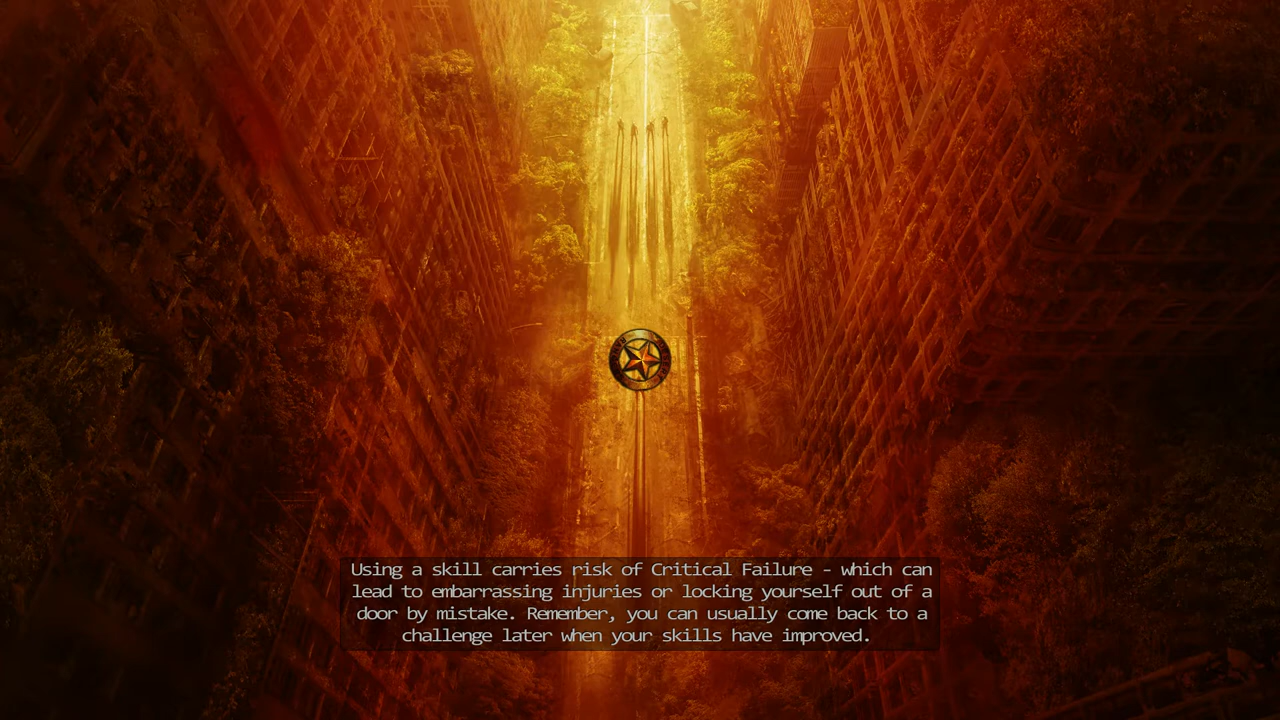 Using a skill carries risk of Critical Failure - which can
lead to embarrassing injuries or locking yourself out of a
door by mistake. Remember, you can usually come back to a
challenge later when your skills have improved.